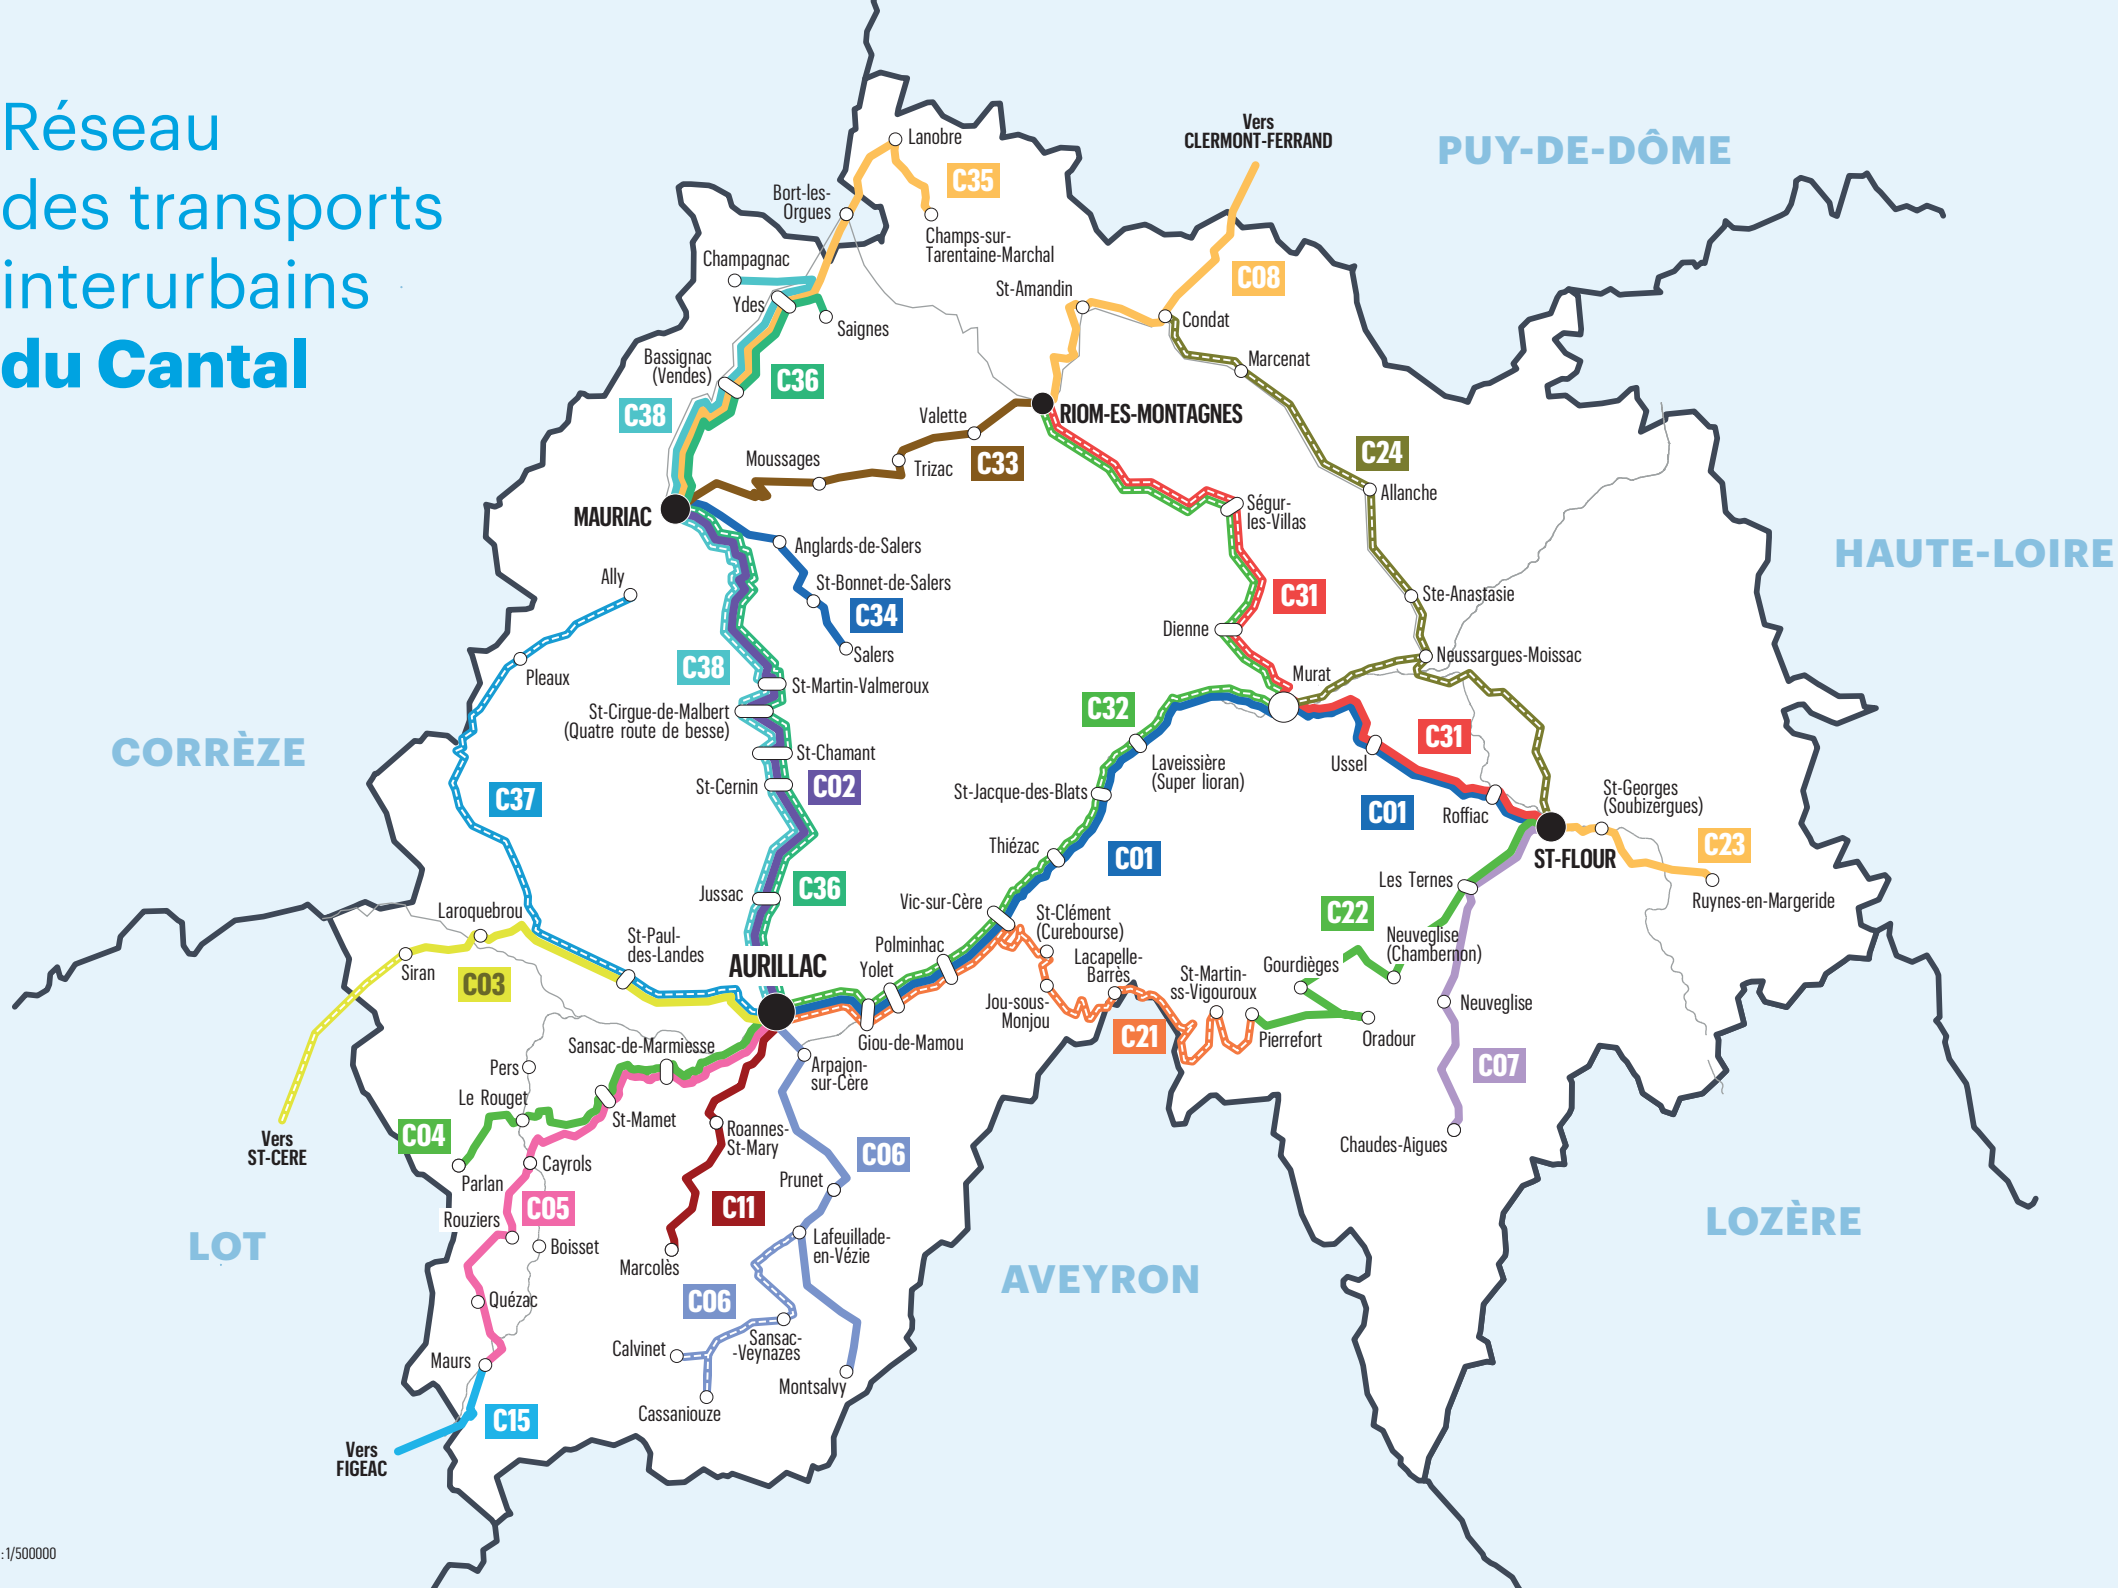 Réseau
des transports
interurbains
du Cantal
Vers
CLERMONT-FERRAND
PUY-DE-DÔME
HAUTE-LOIRE
CORRÈZE
LOT
AVEYRON
LOZÈRE
Lanobre
C35
Bort-les-
Orgues
Champs-sur-
Tarentaine-Marchal
Champagnac
Ydes
Saignes
C08
St-Amandin
Condat
Bassignac
(Vendes)
C36
C38
Marcenat
Valette
RIOM-ES-MONTAGNES
Moussages
Trizac
C33
C24
Allanche
MAURIAC
Ségur-
les-Villas
Anglards-de-Salers
Ally
St-Bonnet-de-Salers
C34
C31
Ste-Anastasie
Dienne
Salers
Pleaux
C38
St-Martin-Valmeroux
Neussargues-Moissac
Murat
St-Cirgue-de-Malbert
(Quatre route de besse)
C32
C31
St-Chamant
Laveissière
(Super lioran)
Ussel
St-Cernin
C02
St-Jacque-des-Blats
C37
St-Georges
(Soubizergues)
C01
Roffiac
C23
Thiézac
C01
ST-FLOUR
Les Ternes
Jussac
C36
Vic-sur-Cère
Ruynes-en-Margeride
Laroquebrou
St-Clément
(Curebourse)
C22
St-Paul-
des-Landes
Neuveglise
(Chambernon)
Polminhac
AURILLAC
Yolet
Lacapelle-
Barrès
Gourdièges
St-Martin-
ss-Vigouroux
Siran
C03
Jou-sous-
Monjou
Neuveglise
C21
Pierrefort
Oradour
Giou-de-Mamou
Sansac-de-Marmiesse
Pers
Arpajon-
sur-Cère
C07
Le Rouget
St-Mamet
C04
Roannes-
St-Mary
Vers
ST-CERE
Chaudes-Aigues
C06
Cayrols
Parlan
Prunet
C05
C11
Rouziers
Boisset
Lafeuillade-
en-Vézie
Marcolès
Quézac
C06
Sansac-
-Veynazes
Calvinet
Maurs
Montsalvy
Cassaniouze
C15
Vers
FIGEAC
: 1/500000